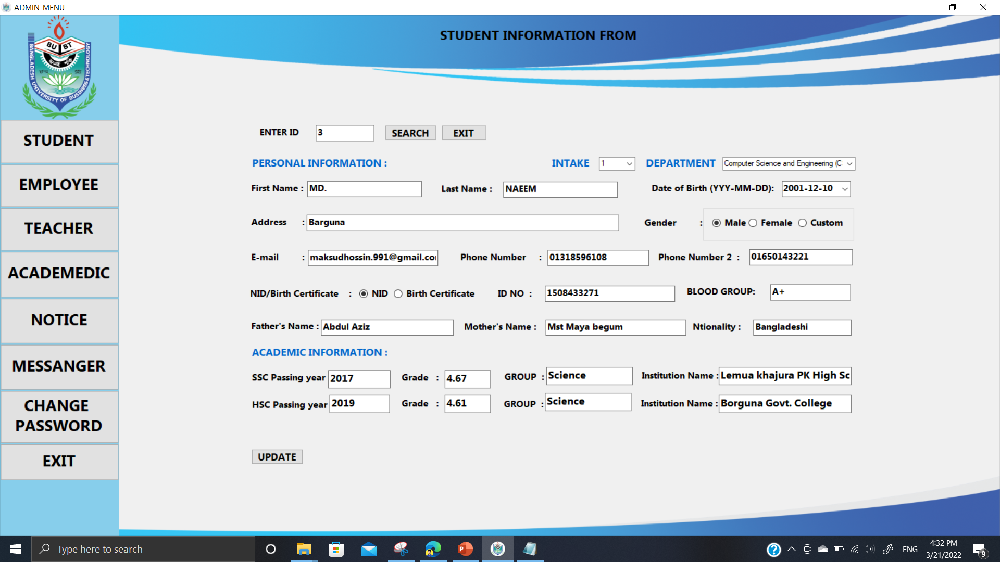 ADMIN_MENU
STUDENT INFORMATION FROM
BUBT
BANGLADESH UNIVERSITY OF BUSINESS & TECHNOLOGY
STUDENT
EMPLOYEE
TEACHER
ACADEMEDIC
NOTICE
MESSANGER
CHANGE
PASSWORD
EXIT
ENTER ID 3 SEARCH EXIT
PERSONAL INFORMATION : INTAKE 1 DEPARTMENT Computer Science and Engineering (C
First Name : MD. Last Name : NAEEM Date of Birth (YYY-MM-DD): 2001-12-10
Address : Barguna Gender : Male Female Custom
E-mail : maksudhossin.991@gmail.co Phone Number : 01318596108 Phone Number 2 : 01650143221
NID/Birth Certificate : NID Birth Certificate ID NO : 1508433271 BLOOD GROUP: A+
Father's Name : Abdul Aziz Mother's Name : Mst Maya begum Ntionality : Bangladeshi
ACADEMIC INFORMATION :
SSC Passing year 2017 Grade : 4.67 GROUP : Science Institution Name : Lemua khajura PK High Sc
HSC Passing year 2019 Grade : 4.61 GROUP : Science Institution Name : Borguna Govt. College
UPDATE
Type here to search
ENG
4:32 PM
3/21/2022
9